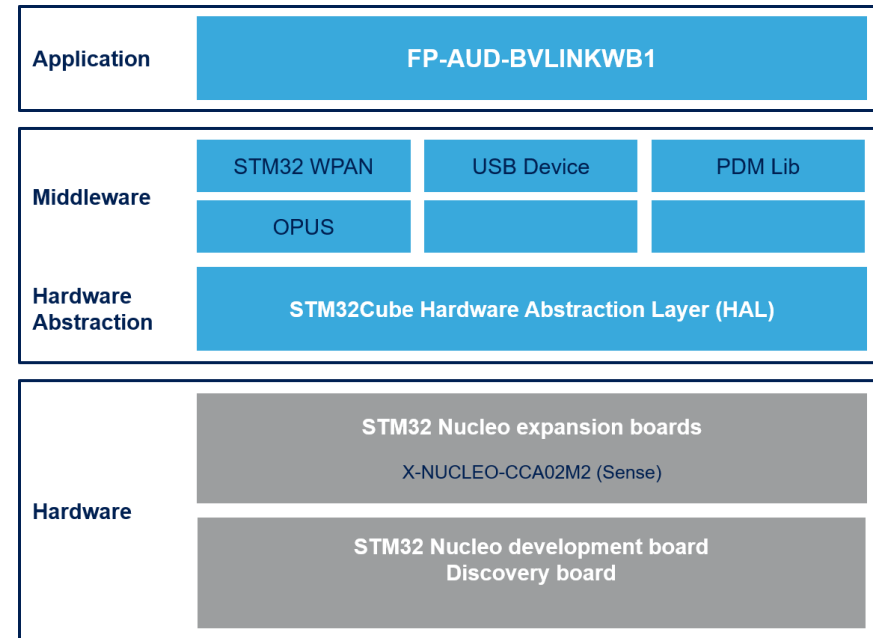 Application
FP-AUD-BVLINKWB1
Middleware
STM32 WPAN
USB Device
PDM Lib
OPUS
Hardware
Abstraction
STM32Cube Hardware Abstraction Layer (HAL)
Hardware
STM32 Nucleo expansion boards
X-NUCLEO-CCA02M2 (Sense)
STM32 Nucleo development board
Discovery board